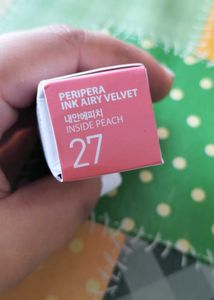 PERIPERA
INK AIRY VELVET
내안에피치
INSIDE PEACH
27